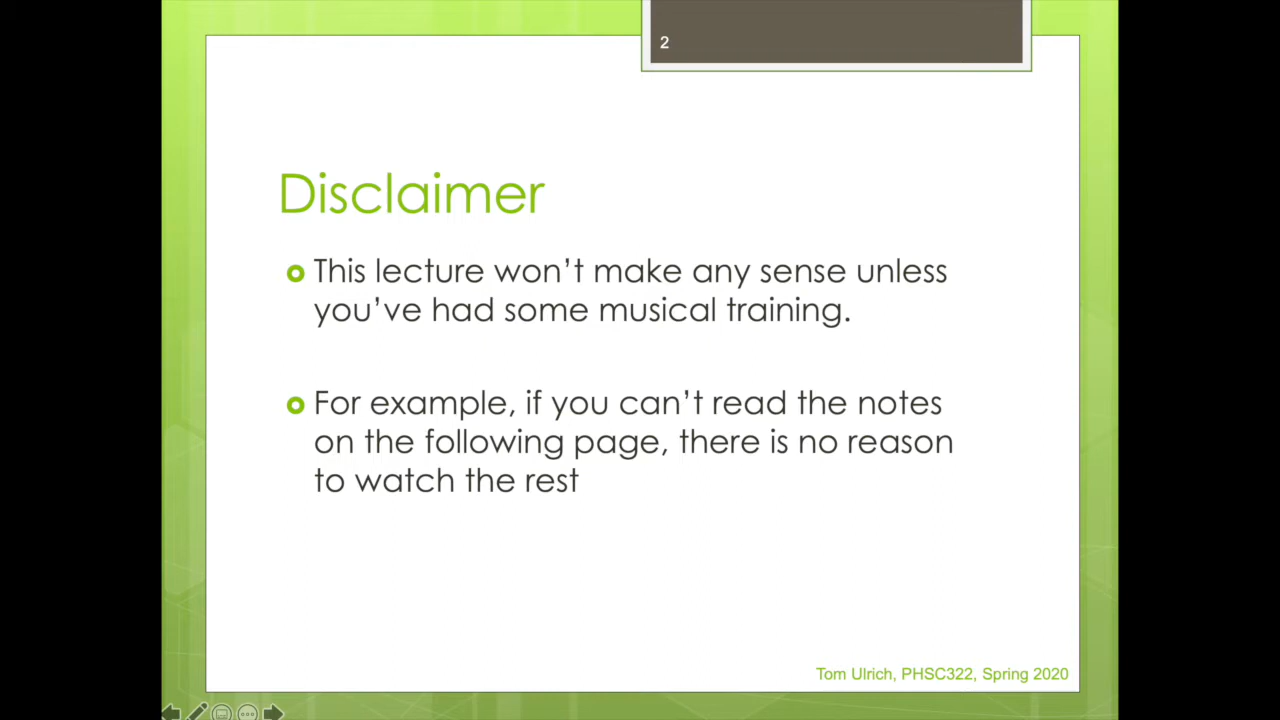 2
Disclaimer
This lecture won’t make any sense unless
you’ve had some musical training.
For example, if you can’t read the notes
on the following page, there is no reason
to watch the rest
Tom Ulrich, PHSC322, Spring 2020